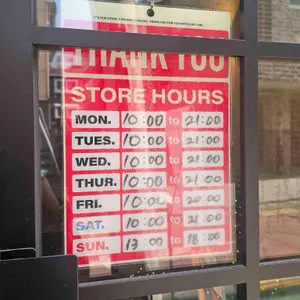 THANK YOU
STORE HOURS
MON. 10:00 to 21:00
TUES. 10:00 to 21:00
WED. 10:00 to 21:00
THUR. 10:00 to 21:00
FRI. 10:00 to 20:00
SAT. 10:00 to 20:00
SUN. 13:00 to 18:00